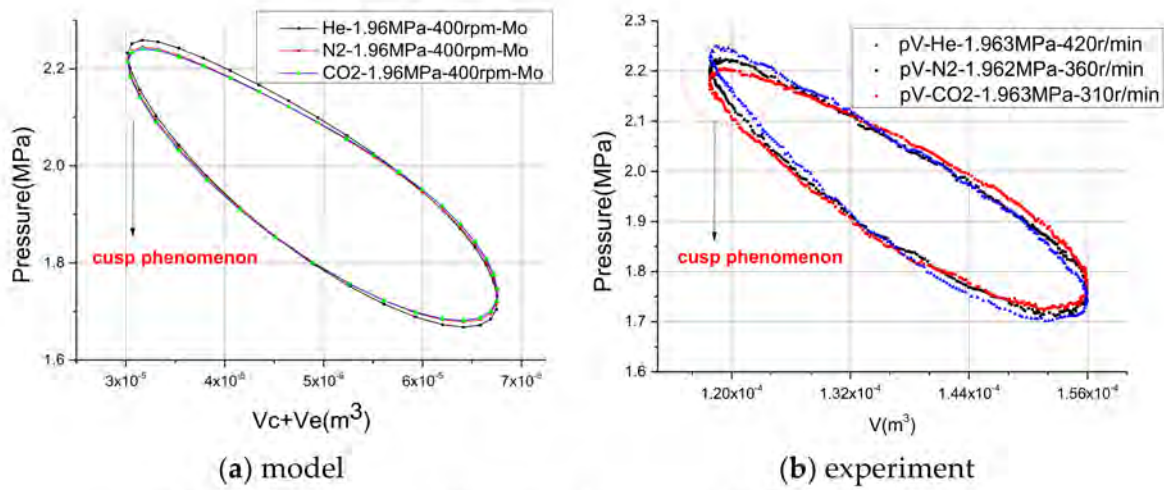 He-1.96MPa-400rpm-Mo
N2-1.96MPa-400rpm-Mo
CO2-1.96MPa-400rpm-Mo
Pressure(MPa)
2.2
2.0
1.8
1.6
cusp phenomenon
3x10⁻⁵
4x10⁻⁵
5x10⁻⁵
6x10⁻⁵
7x10⁻⁵
Vc+Ve(m³)
(a) model
pV-He-1.963MPa-420r/min
pV-N2-1.962MPa-360r/min
pV-CO2-1.963MPa-310r/min
Pressure(MPa)
2.3
2.2
2.1
2.0
1.9
1.8
1.7
1.6
cusp phenomenon
1.20x10⁻⁴
1.32x10⁻⁴
1.44x10⁻⁴
1.56x10⁻⁴
V(m³)
(b) experiment